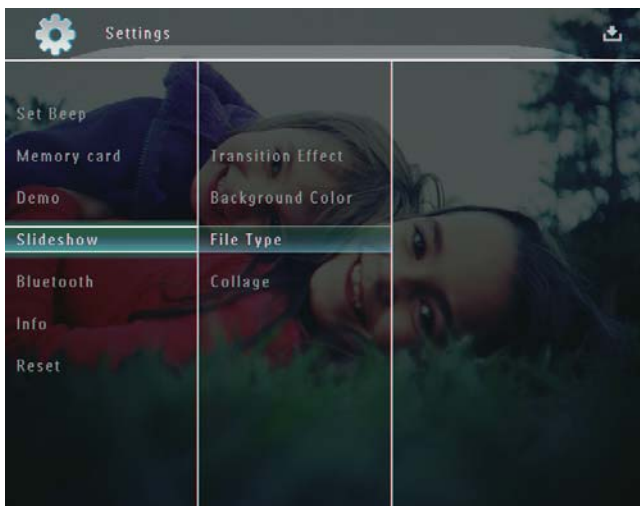 Settings
Set Beep
Memory card
Demo
Slideshow
Bluetooth
Info
Reset
Transition Effect
Background Color
File Type
Collage